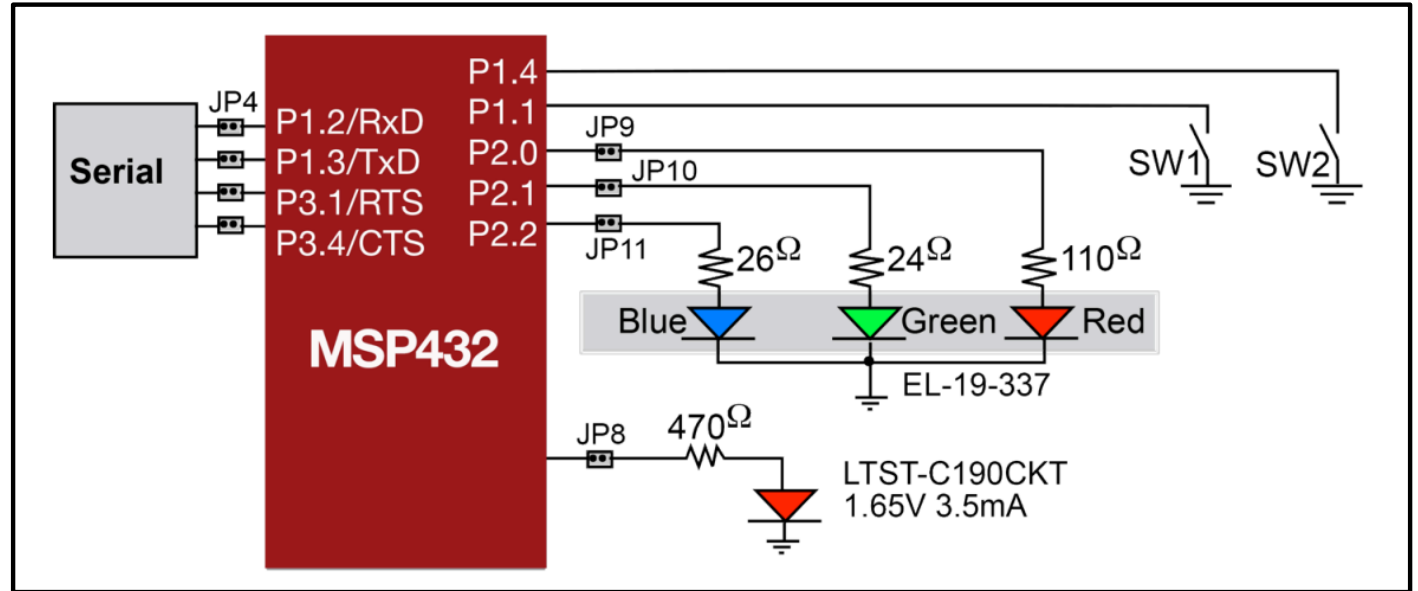 Serial
JP4
P1.2/RxD
P1.3/TxD
P3.1/RTS
P3.4/CTS
MSP432
P1.4
P1.1
P2.0
P2.1
P2.2
JP9
JP10
JP11
SW1
SW2
26Ω
24Ω
110Ω
Blue
Green
Red
EL-19-337
JP8
470Ω
LTST-C190CKT
1.65V 3.5mA